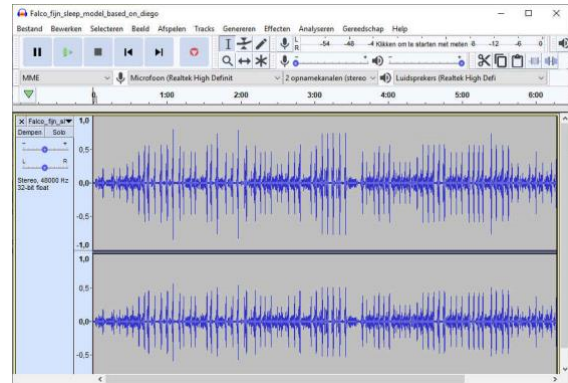 Falco_fijn_sleep_model_based_on_diego
Bestand Bewerken Selecteren Beeld Afspelen Tracks Genereren Effecten Analyseren Gereedschap Help
L R -54 -48 -4 Klikken om te starten met meten 8 -12 -6 0
MME Microfoon (Realtek High Definit 2 opnamekanalen (stereo Luidsprekers (Realtek High Defi
0. 1:00 2:00 3:00 4:00 5:00 6:00
Falco_fijn_sl
Dempen Solo
- +
L R
Stereo, 48000 Hz
32-bit float
1,0
0,5-
0,0-
-0,5-
-1,0
1,0
0,5-
0,0-
-0,5-